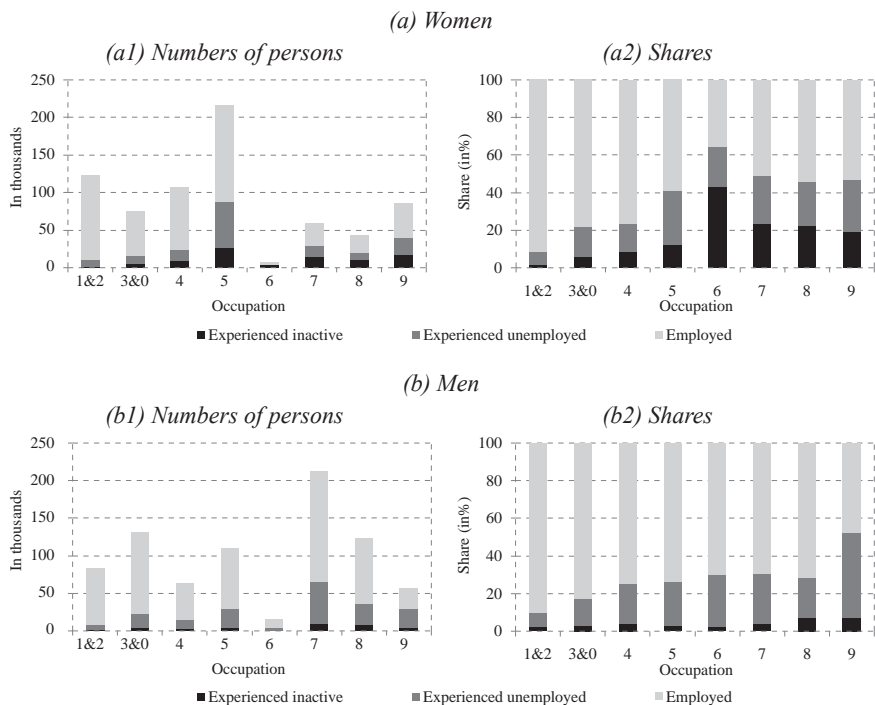 (a) Women
(a1) Numbers of persons
(a2) Shares
In thousands
250
200
150
100
50
0
1&2 3&0 4 5 6 7 8 9
Occupation
Share (in%)
100
80
60
40
20
0
1&2 3&0 4 5 6 7 8 9
Occupation
Experienced inactive Experienced unemployed Employed
(b) Men
(b1) Numbers of persons
(b2) Shares
In thousands
250
200
150
100
50
0
1&2 3&0 4 5 6 7 8 9
Occupation
Share (in%)
100
80
60
40
20
0
1&2 3&0 4 5 6 7 8 9
Occupation
Experienced inactive Experienced unemployed Employed